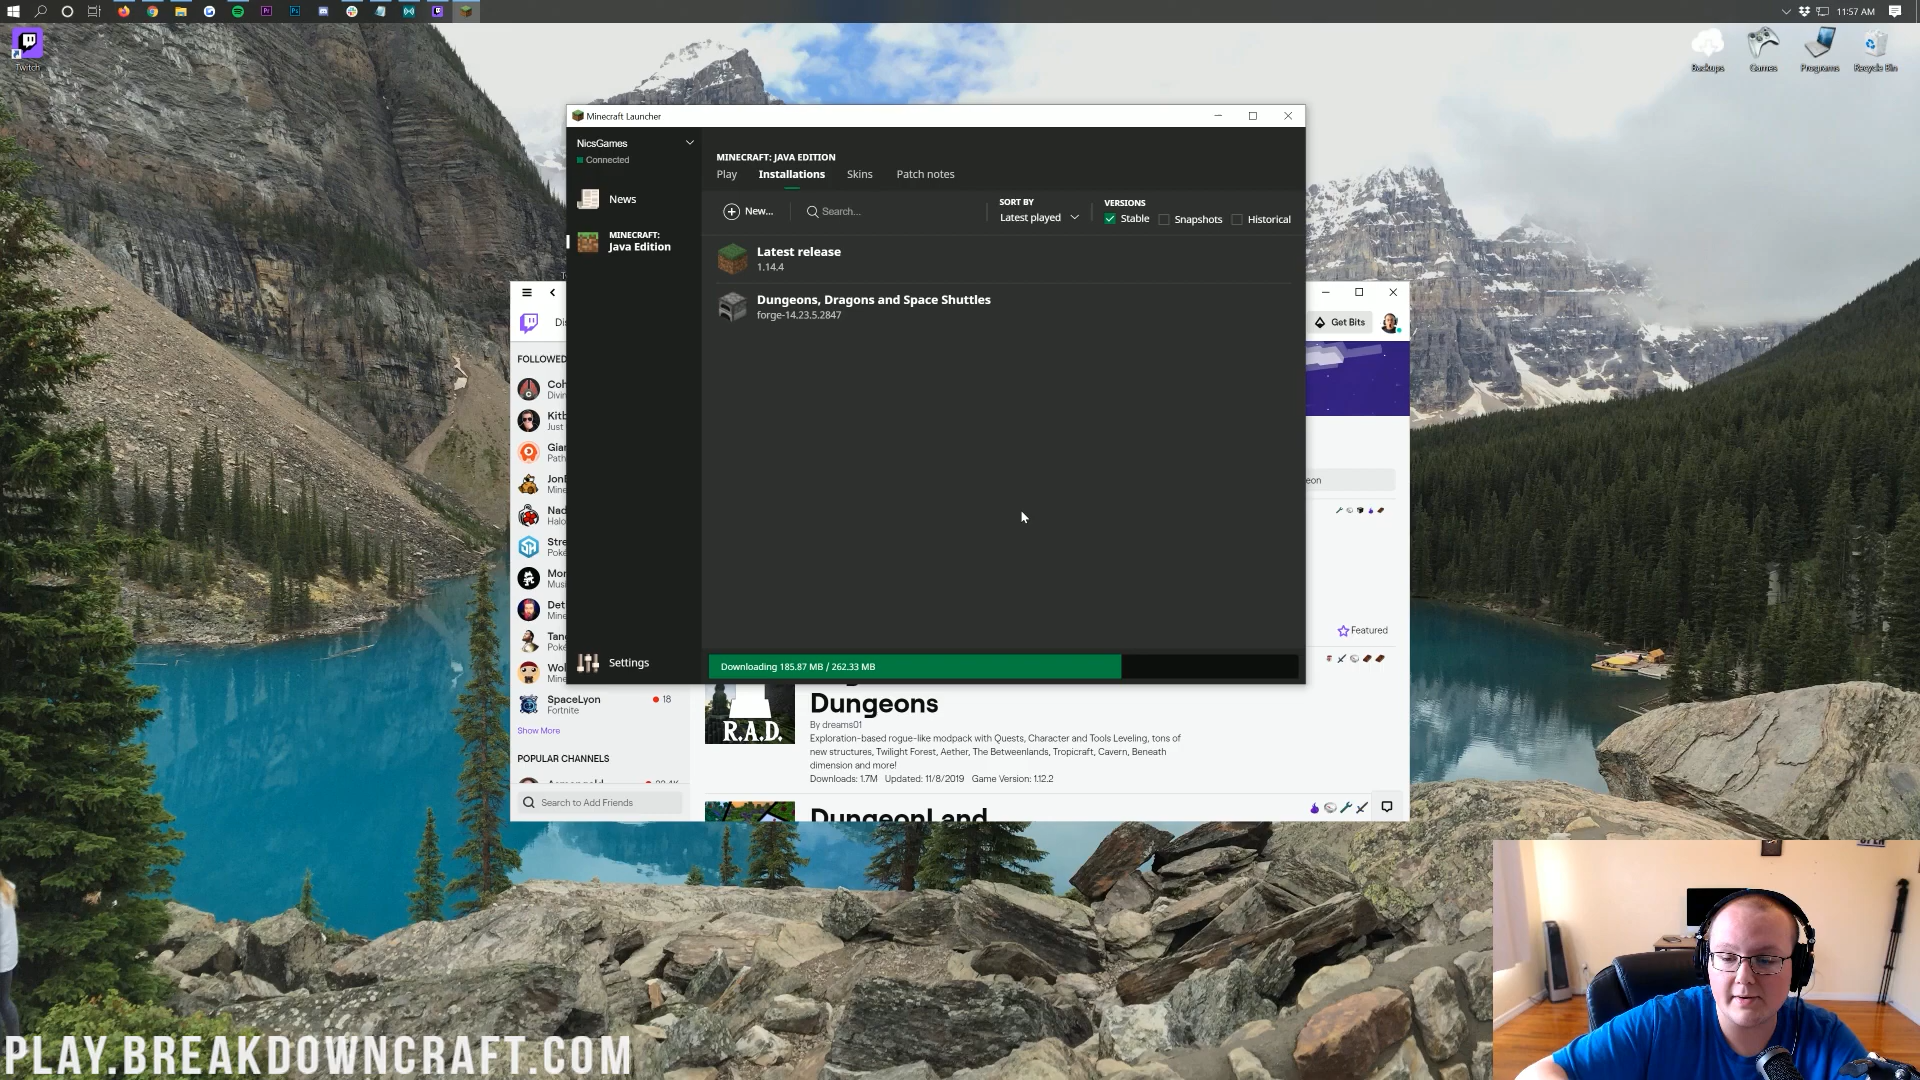 11:57 AM
Twitch
Backups
Games
Programs
Recycle Bin
Minecraft Launcher
NicsGames
Connected
News
MINECRAFT:
Java Edition
Settings
MINECRAFT: JAVA EDITION
Play
Installations
Skins
Patch notes
New...
Search...
SORT BY
Latest played
VERSIONS
Stable
Snapshots
Historical
Latest release
1.14.4
Dungeons, Dragons and Space Shuttles
forge-14.23.5.2847
Downloading 185.87 MB / 262.33 MB
Get Bits
FOLLOWED
Featured
SpaceLyon
18
Fortnite
Show More
POPULAR CHANNELS
Search to Add Friends
R.A.D.
Dungeons
By dreams01
Exploration-based rogue-like modpack with Quests, Character and Tools Leveling, tons of
new structures, Twilight Forest, Aether, The Betweenlands, Tropicraft, Cavern, Beneath
dimension and more!
Downloads: 1.7M Updated: 11/8/2019 Game Version: 1.12.2
DungeonLand
PLAY.BREAKDOWNCRAFT.COM